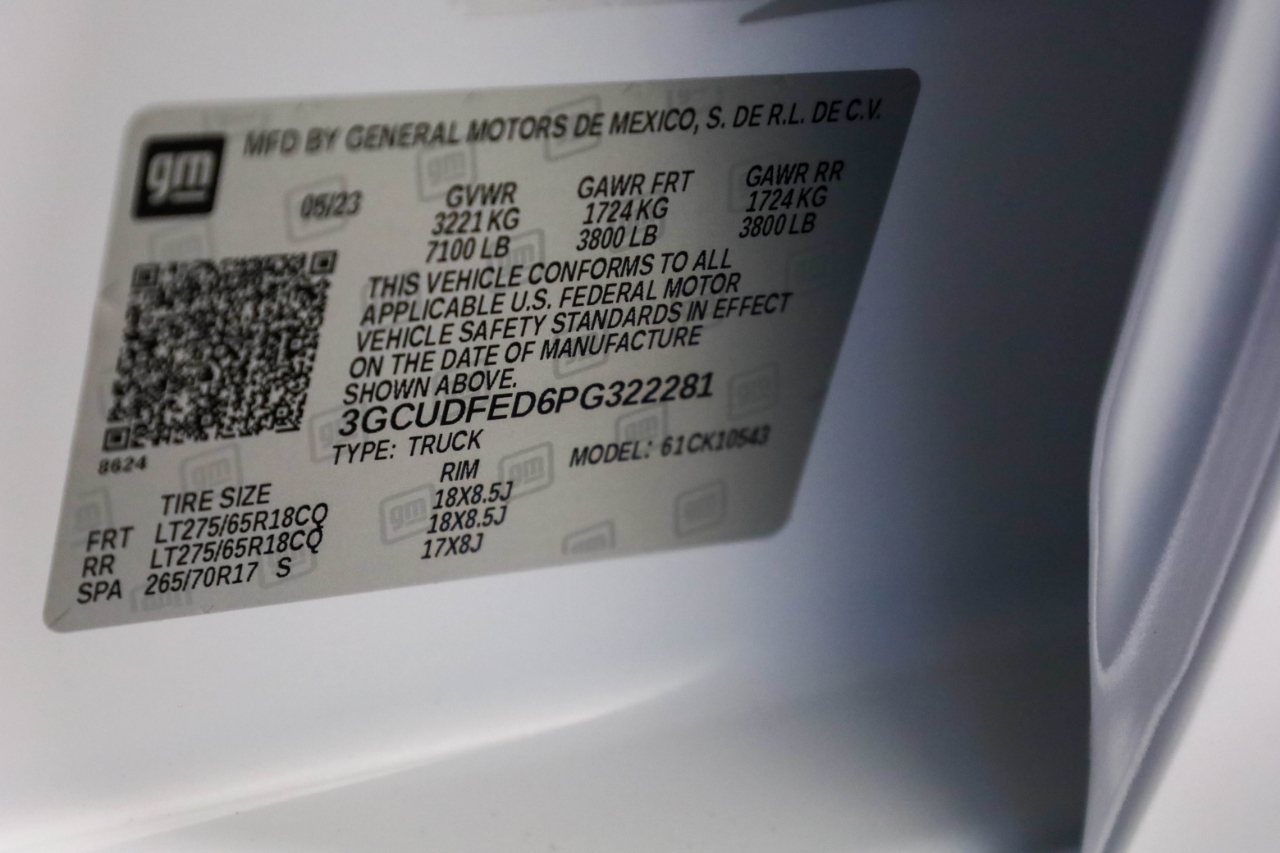 gm
MFD BY GENERAL MOTORS DE MEXICO, S. DE R.L. DE C.V.
05/23 GVWR GAWR FRT GAWR RR
3221 KG 1724 KG 1724 KG
7100 LB 3800 LB 3800 LB
THIS VEHICLE CONFORMS TO ALL
APPLICABLE U.S. FEDERAL MOTOR
VEHICLE SAFETY STANDARDS IN EFFECT
ON THE DATE OF MANUFACTURE
SHOWN ABOVE.
3GCUDFED6PG322281
8624 TYPE: TRUCK MODEL: 61CK10543
TIRE SIZE RIM
FRT LT275/65R18CQ 18X8.5J
RR LT275/65R18CQ 18X8.5J
SPA 265/70R17 S 17X8J